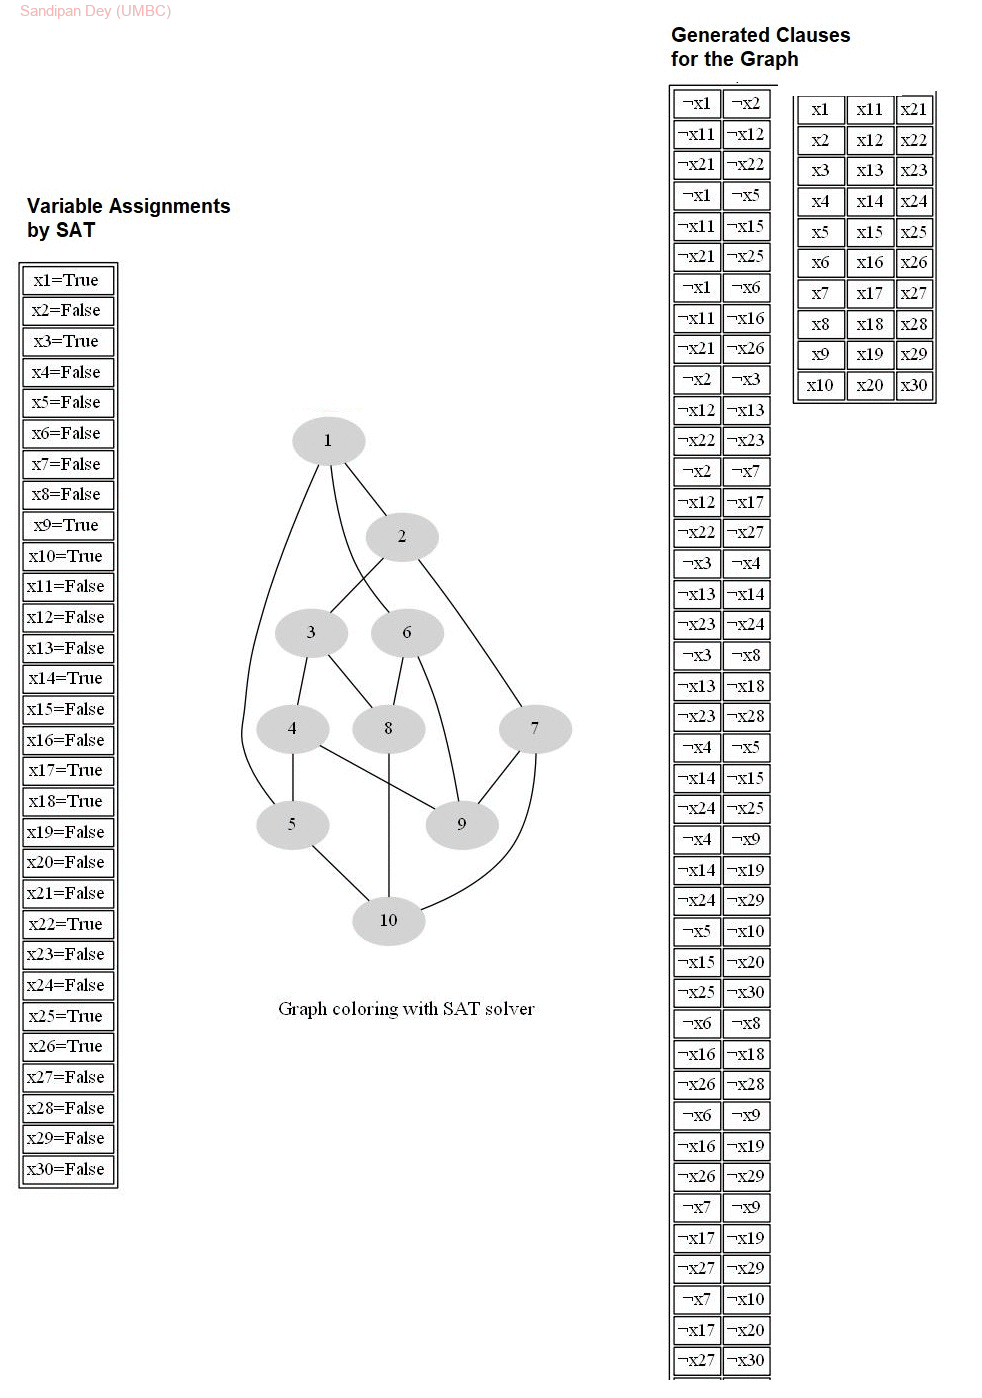 Sandipan Dey (UMBC)
Generated Clauses
for the Graph
¬x1 ¬x2
¬x11 ¬x12
¬x21 ¬x22
¬x1 ¬x5
¬x11 ¬x15
¬x21 ¬x25
¬x1 ¬x6
¬x11 ¬x16
¬x21 ¬x26
¬x2 ¬x3
¬x12 ¬x13
¬x22 ¬x23
¬x2 ¬x7
¬x12 ¬x17
¬x22 ¬x27
¬x3 ¬x4
¬x13 ¬x14
¬x23 ¬x24
¬x3 ¬x8
¬x13 ¬x18
¬x23 ¬x28
¬x4 ¬x5
¬x14 ¬x15
¬x24 ¬x25
¬x4 ¬x9
¬x14 ¬x19
¬x24 ¬x29
¬x5 ¬x10
¬x15 ¬x20
¬x25 ¬x30
¬x6 ¬x8
¬x16 ¬x18
¬x26 ¬x28
¬x6 ¬x9
¬x16 ¬x19
¬x26 ¬x29
¬x7 ¬x9
¬x17 ¬x19
¬x27 ¬x29
¬x7 ¬x10
¬x17 ¬x20
¬x27 ¬x30
x1 x11 x21
x2 x12 x22
x3 x13 x23
x4 x14 x24
x5 x15 x25
x6 x16 x26
x7 x17 x27
x8 x18 x28
x9 x19 x29
x10 x20 x30
Variable Assignments
by SAT
x1=True
x2=False
x3=True
x4=False
x5=False
x6=False
x7=False
x8=False
x9=True
x10=True
x11=False
x12=False
x13=False
x14=True
x15=False
x16=False
x17=True
x18=True
x19=False
x20=False
x21=False
x22=True
x23=False
x24=False
x25=True
x26=True
x27=False
x28=False
x29=False
x30=False
1
2
3 6
4 8 7
5 9
10
Graph coloring with SAT solver